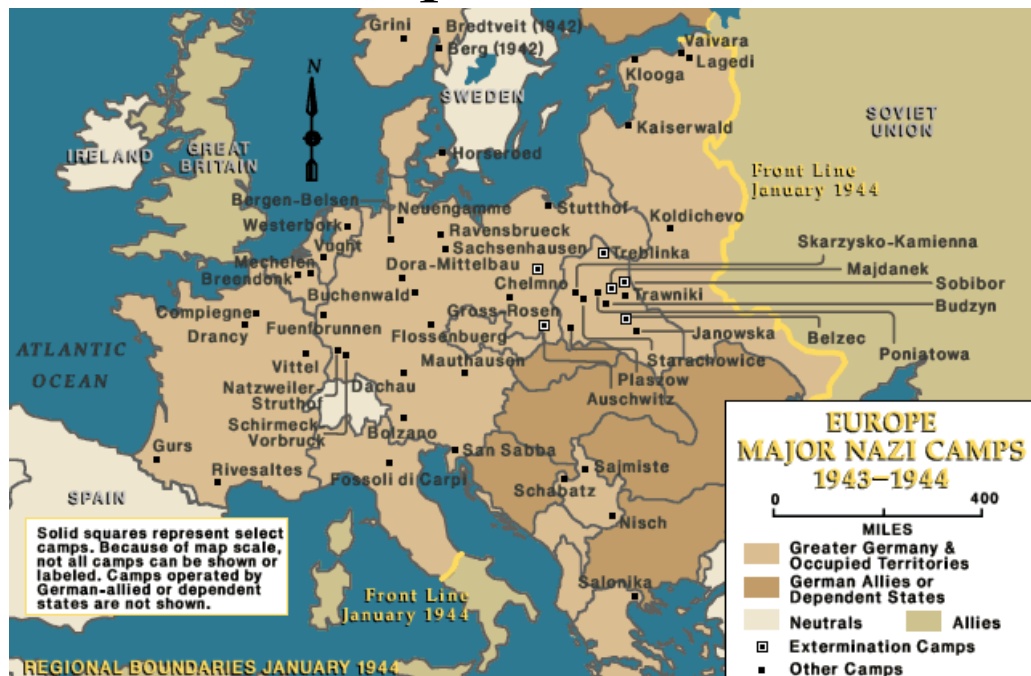 Grini
Bredtveit (1942)
Berg (1942)
Vaivara
Lagedi
Klooga
N
SWEDEN
SOVIET
UNION
Kaiserwald
IRELAND
GREAT
BRITAIN
Horseroed
Front Line
January 1944
Bergen-Belsen
Neuengamme
Stutthof
Koldichevo
Westerbork
Ravensbrueck
Skarzysko-Kamienna
Vught
Sachsenhausen
Treblinka
Mechelen
Dora-Mittelbau
Majdanek
Breendonk
Chelmno
Sobibor
Buchenwald
Trawniki
Budzyn
Compiegne
Gross-Rosen
Drancy
Fuenfbrunnen
Flossenbuerg
Janowska
Belzec
ATLANTIC
OCEAN
Vittel
Mauthausen
Starachowice
Poniatowa
Natzweiler-
Struthof
Dachau
Plaszow
Auschwitz
Schirmeck
Vorbruck
Bolzano
Gurs
San Sabba
Rivesaltes
Fossoli di Carpi
Sajmiste
SPAIN
Schabatz
Nisch
Salonika
Solid squares represent select
camps. Because of map scale,
not all camps can be shown or
labeled. Camps operated by
German-allied or dependent
states are not shown.
Front Line
January 1944
REGIONAL BOUNDARIES JANUARY 1944
EUROPE
MAJOR NAZI CAMPS
1943–1944
0 400
MILES
Greater Germany &
Occupied Territories
German Allies or
Dependent States
Neutrals Allies
Extermination Camps
Other Camps